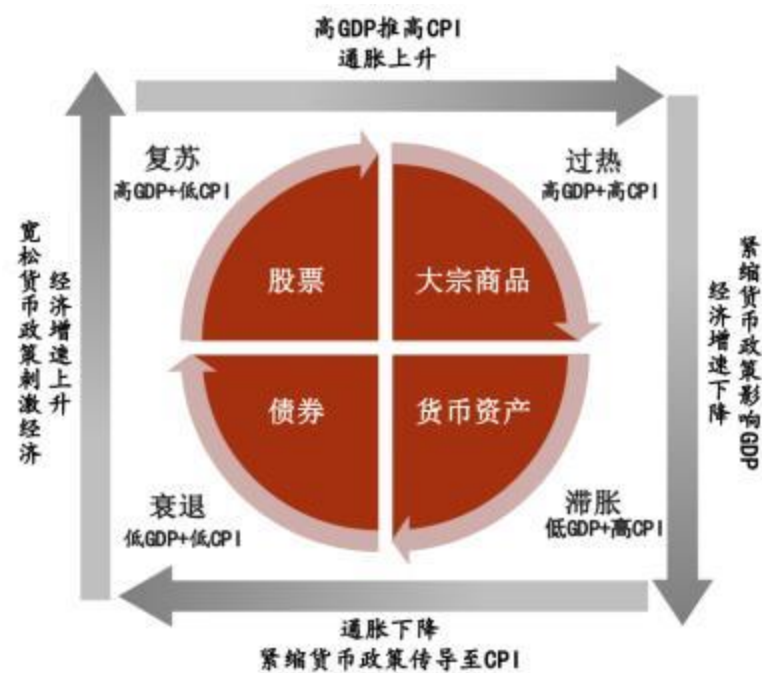 高GDP推高CPI
通胀上升
复苏
高GDP+低CPI
过热
高GDP+高CPI
宽松货币政策刺激经济
经济增速上升
股票
大宗商品
经济增速下降
紧缩货币政策影响GDP
债券
货币资产
衰退
低GDP+低CPI
滞胀
低GDP+高CPI
通胀下降
紧缩货币政策传导至CPI